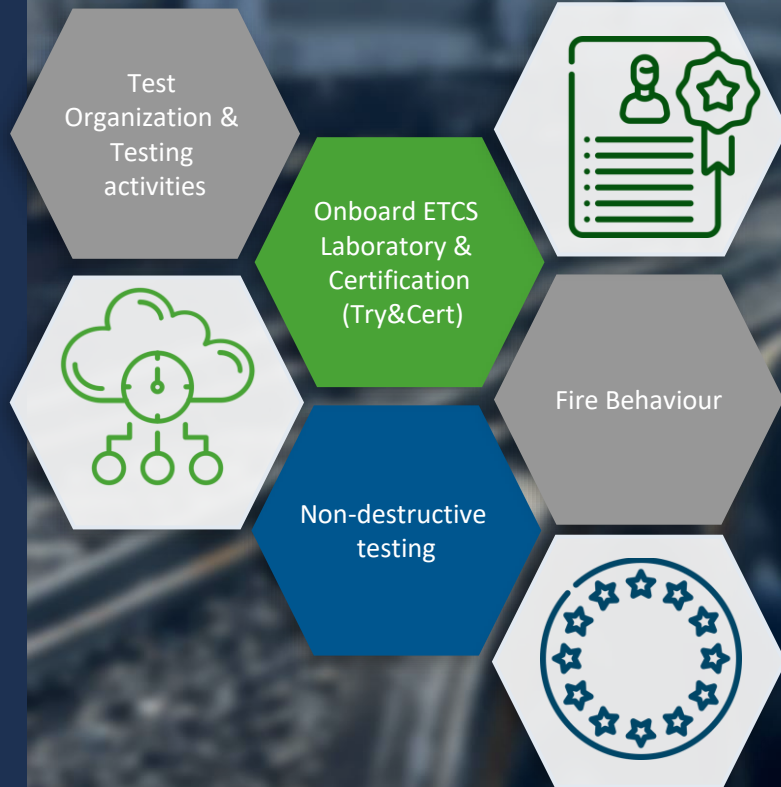 Test
Organization &
Testing
activities
Onboard ETCS
Laboratory &
Certification
(Try&Cert)
Fire Behaviour
Non-destructive
testing